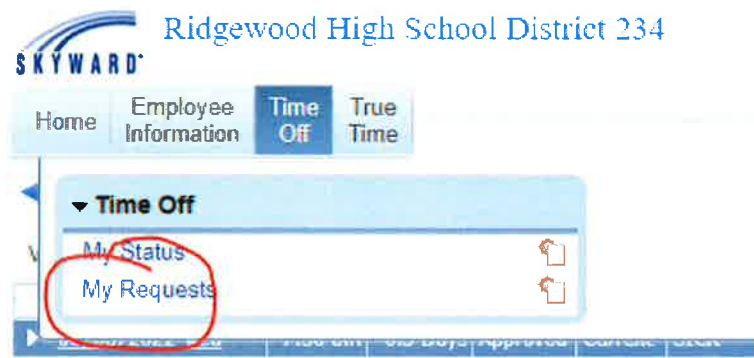 Ridgewood High School District 234
SKYWARD
Home
Employee Information
Time Off
True Time
Time Off
My Status
My Requests